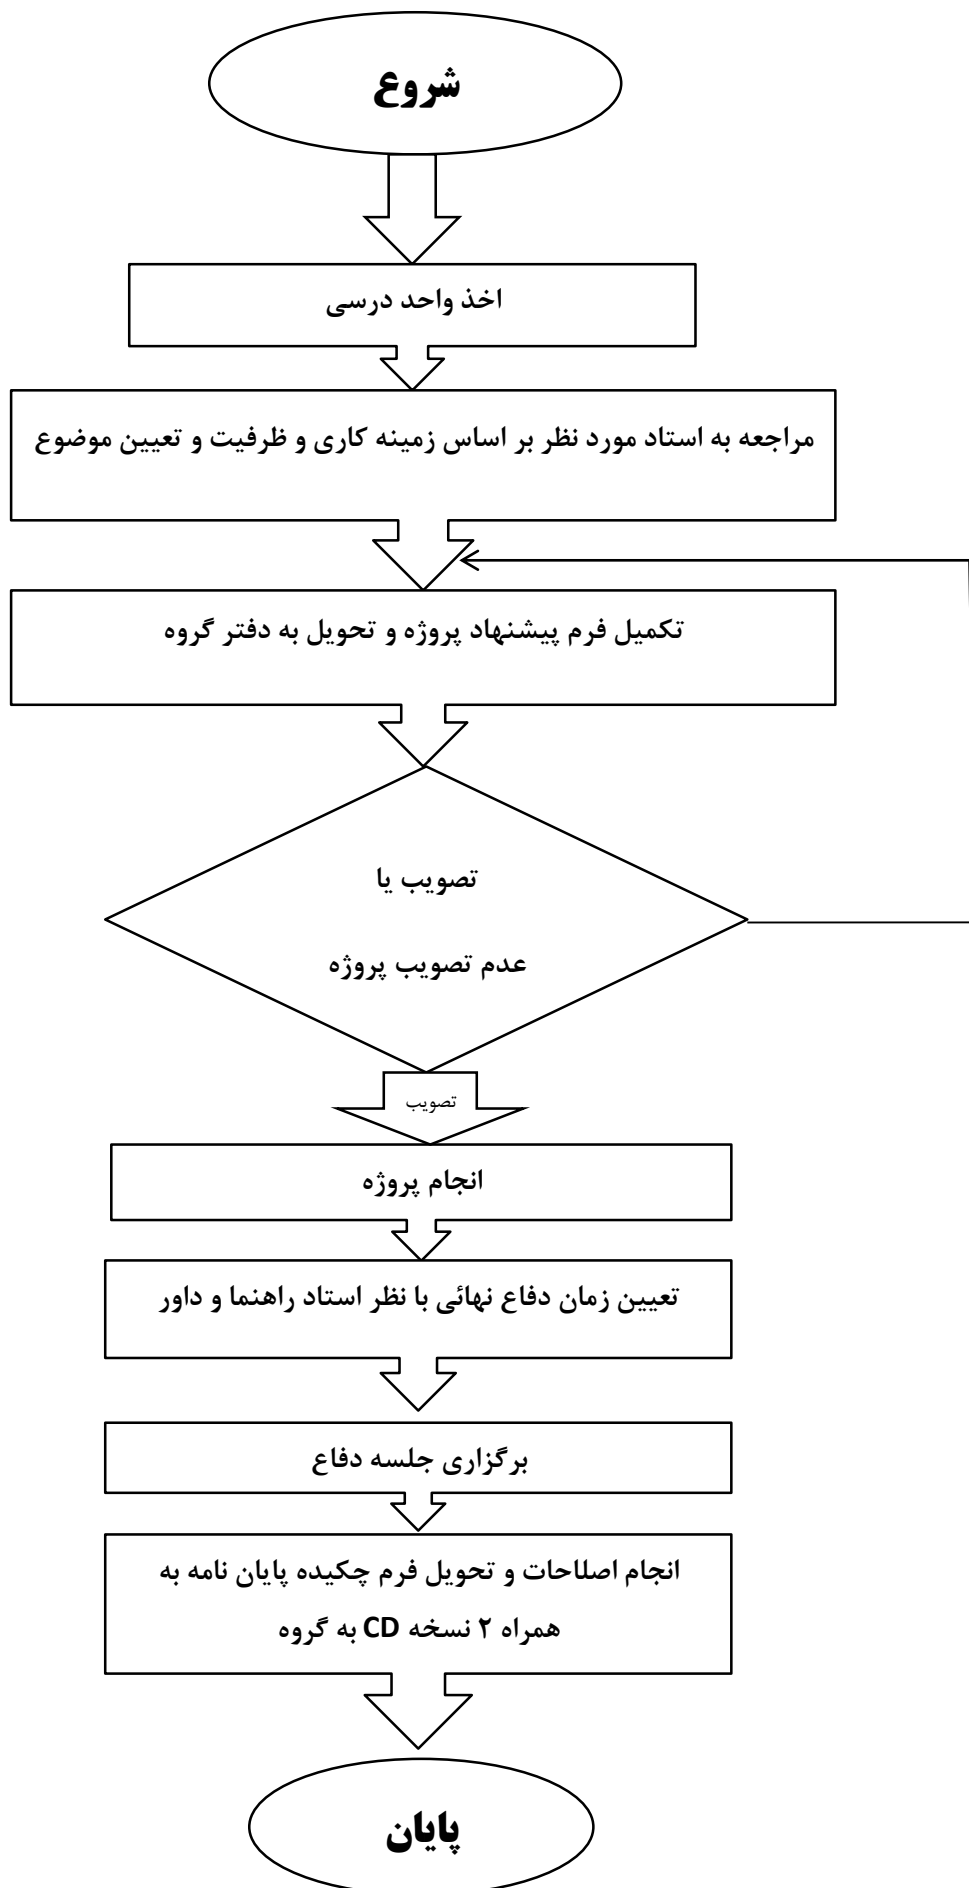 شروع
اخذ واحد درسی
مراجعه به استاد مورد نظر بر اساس زمینه کاری و ظرفیت و تعیین موضوع
تکمیل فرم پیشنهاد پروژه و تحویل به دفتر گروه
تصویب یا
عدم تصویب پروژه
تصویب
انجام پروژه
تعیین زمان دفاع نهائی با نظر استاد راهنما و داور
برگزاری جلسه دفاع
انجام اصلاحات و تحویل فرم چکیده پایان نامه به
همراه ۲ نسخه CD به گروه
پایان